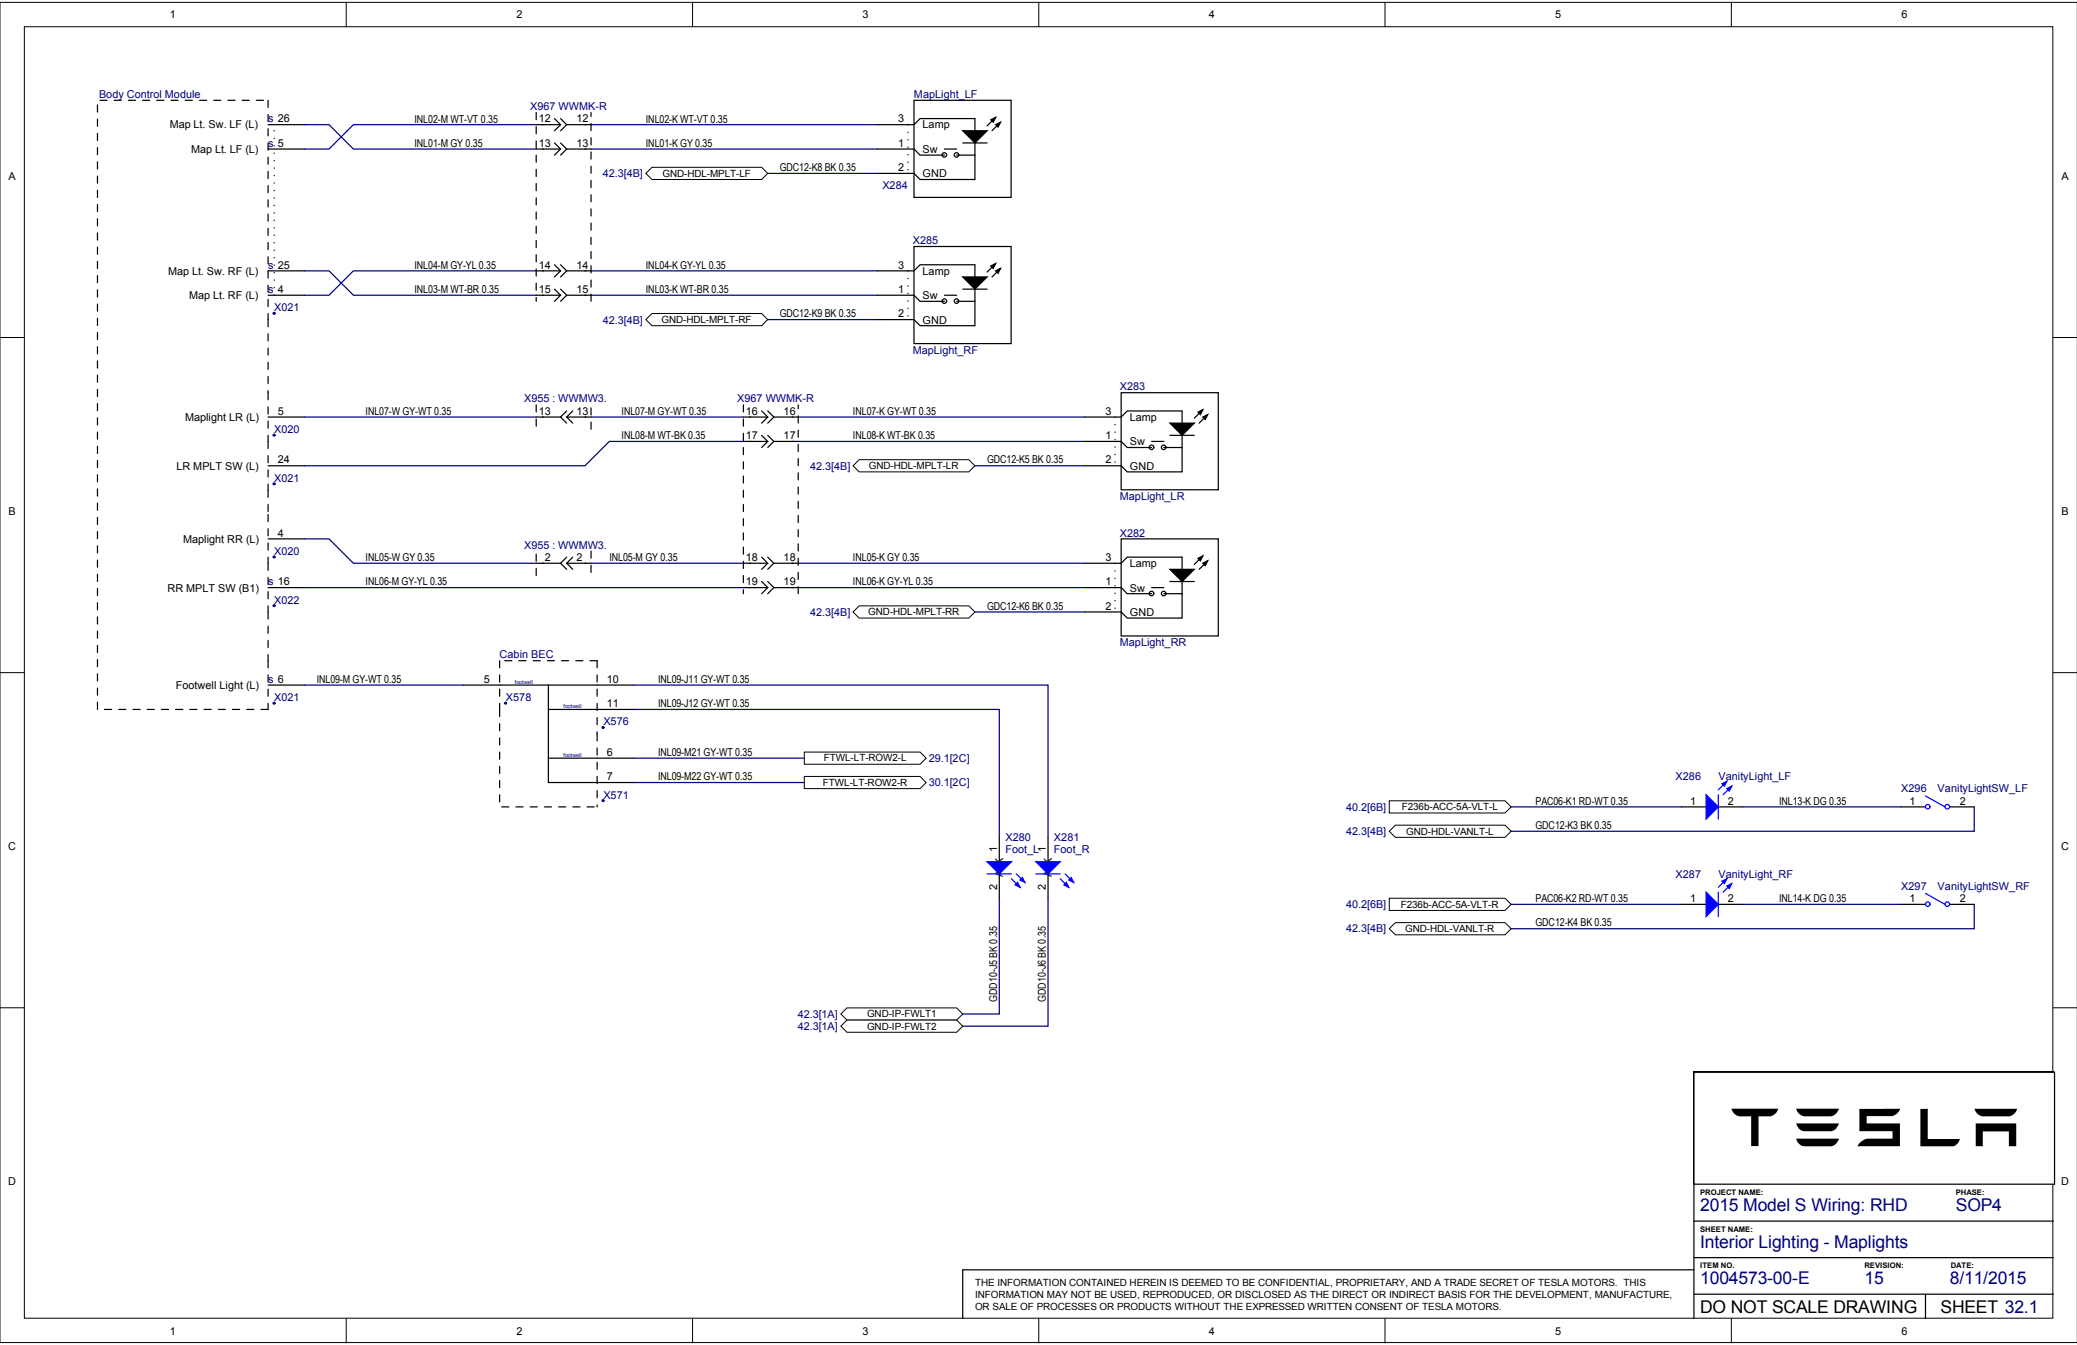 1 2 3 4 5 6
A
A
B
B
C
C
D
D
Body Control Module
Map Lt. Sw. LF (L) s 26 INL02-M WT-VT 0.35 X967 WWMK-R 12 12 INL02-K WT-VT 0.35 3 Lamp MapLight_LF
Map Lt. LF (L) s 5 INL01-M GY 0.35 13 13 INL01-K GY 0.35 1 Sw
42.3[4B] GND-HDL-MPLT-LF GDC12-K8 BK 0.35 2 GND
X284
X285
Map Lt. Sw. RF (L) s 25 INL04-M GY-YL 0.35 14 14 INL04-K GY-YL 0.35 3 Lamp
Map Lt. RF (L) s 4 INL03-M WT-BR 0.35 15 15 INL03-K WT-BR 0.35 1 Sw
X021
42.3[4B] GND-HDL-MPLT-RF GDC12-K9 BK 0.35 2 GND
MapLight_RF
X955 : WWMW3. X967 WWMK-R X283
Maplight LR (L) 5 INL07-W GY-WT 0.35 13 13 INL07-M GY-WT 0.35 16 16 INL07-K GY-WT 0.35 3 Lamp
X020
INL08-M WT-BK 0.35 17 17 INL08-K WT-BK 0.35 1 Sw
LR MPLT SW (L) 24 42.3[4B] GND-HDL-MPLT-LR GDC12-K5 BK 0.35 2 GND
X021
MapLight_LR
Maplight RR (L) 4 X282
X020 X955 : WWMW3.
INL05-W GY 0.35 2 2 INL05-M GY 0.35 18 18 INL05-K GY 0.35 3 Lamp
RR MPLT SW (B1) s 16 INL06-M GY-YL 0.35 19 19 INL06-K GY-YL 0.35 1 Sw
X022
42.3[4B] GND-HDL-MPLT-RR GDC12-K6 BK 0.35 2 GND
MapLight_RR
Cabin BEC
Footwell Light (L) s 6 INL09-M GY-WT 0.35 5 footwell 10 INL09-J11 GY-WT 0.35
X021 X578 footwell 11 INL09-J12 GY-WT 0.35
X576
footwell 6 INL09-M21 GY-WT 0.35 FTWL-LT-ROW2-L 29.1[2C]
7 INL09-M22 GY-WT 0.35 FTWL-LT-ROW2-R 30.1[2C]
X571
X280 Foot_L 1 2
X281 Foot_R 1 2
GDD10-J5 BK 0.35
GDD10-J6 BK 0.35
42.3[1A] GND-IP-FWLT1
42.3[1A] GND-IP-FWLT2
X286 VanityLight_LF X296 VanityLightSW_LF
40.2[6B] F236b-ACC-5A-VLT-L PAC06-K1 RD-WT 0.35 1 2 INL13-K DG 0.35 1 2
42.3[4B] GND-HDL-VANLT-L GDC12-K3 BK 0.35
X287 VanityLight_RF X297 VanityLightSW_RF
40.2[6B] F236b-ACC-5A-VLT-R PAC06-K2 RD-WT 0.35 1 2 INL14-K DG 0.35 1 2
42.3[4B] GND-HDL-VANLT-R GDC12-K4 BK 0.35
TESLA
PROJECT NAME: PHASE:
2015 Model S Wiring: RHD SOP4
SHEET NAME:
Interior Lighting - Maplights
ITEM NO. REVISION: DATE:
1004573-00-E 15 8/11/2015
DO NOT SCALE DRAWING SHEET 32.1
THE INFORMATION CONTAINED HEREIN IS DEEMED TO BE CONFIDENTIAL, PROPRIETARY, AND A TRADE SECRET OF TESLA MOTORS. THIS
INFORMATION MAY NOT BE USED, REPRODUCED, OR DISCLOSED AS THE DIRECT OR INDIRECT BASIS FOR THE DEVELOPMENT, MANUFACTURE,
OR SALE OF PROCESSES OR PRODUCTS WITHOUT THE EXPRESSED WRITTEN CONSENT OF TESLA MOTORS.
1 2 3 4 5 6